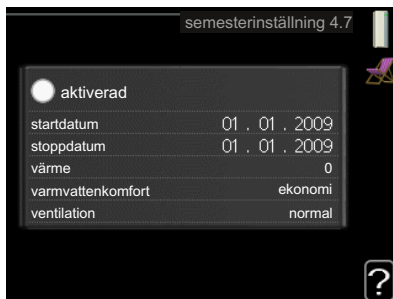 semesterinställning 4.7
aktiverad
startdatum 01 . 01 . 2009
stoppdatum 01 . 01 . 2009
värme 0
varmvattenkomfort ekonomi
ventilation normal
?